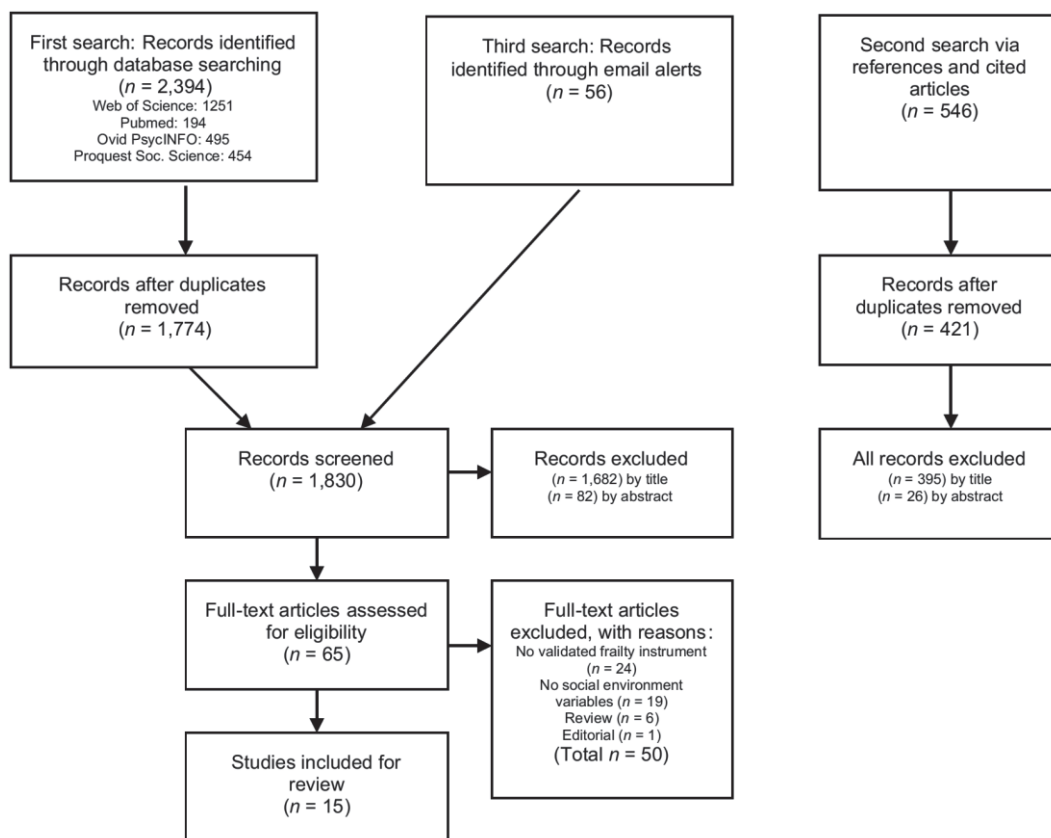 First search: Records identified
through database searching
(n = 2,394)
Web of Science: 1251
Pubmed: 194
Ovid PsycINFO: 495
Proquest Soc. Science: 454
Third search: Records
identified through email alerts
(n = 56)
Second search via
references and cited
articles
(n = 546)
Records after duplicates
removed
(n = 1,774)
Records after
duplicates removed
(n = 421)
Records screened
(n = 1,830)
Records excluded
(n = 1,682) by title
(n = 82) by abstract
All records excluded
(n = 395) by title
(n = 26) by abstract
Full-text articles assessed
for eligibility
(n = 65)
Full-text articles
excluded, with reasons:
No validated frailty instrument
(n = 24)
No social environment
variables (n = 19)
Review (n = 6)
Editorial (n = 1)
(Total n = 50)
Studies included for
review
(n = 15)